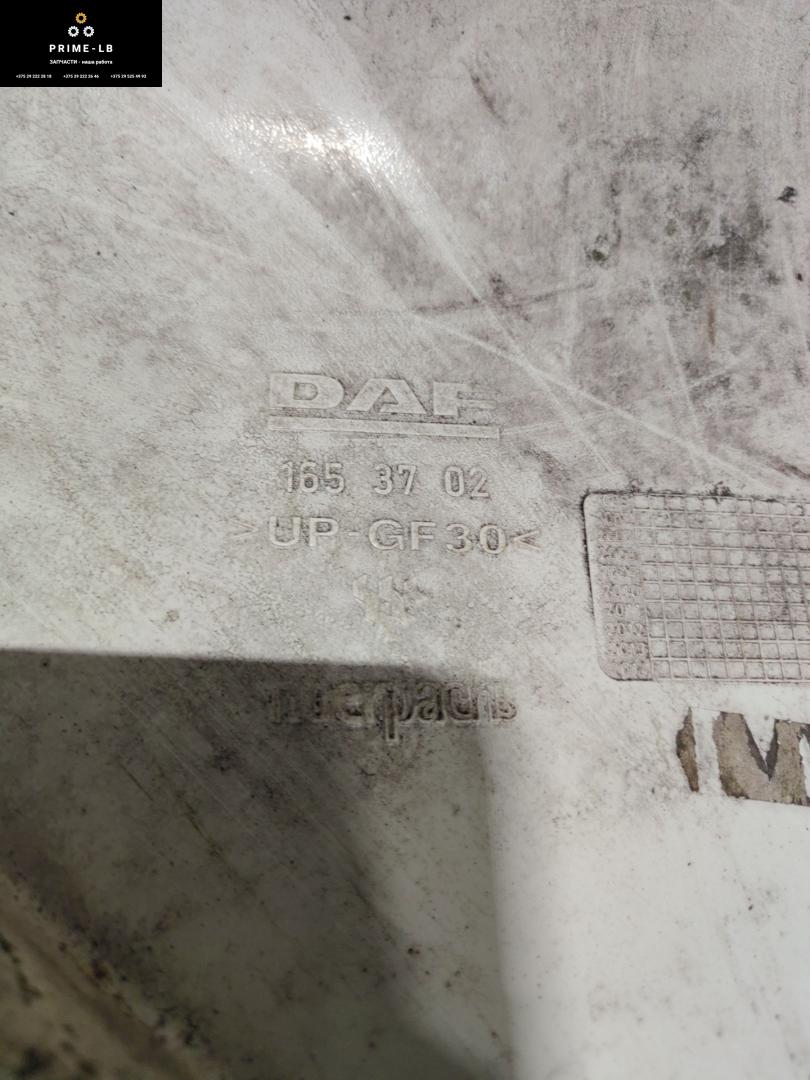 PRIME-LB
ЗАПЧАСТИ - наша работа
+375 29 222 28 18 +375 29 222 26 46 +375 29 525 49 93
DAF
165 37 02
>UP-GF30<